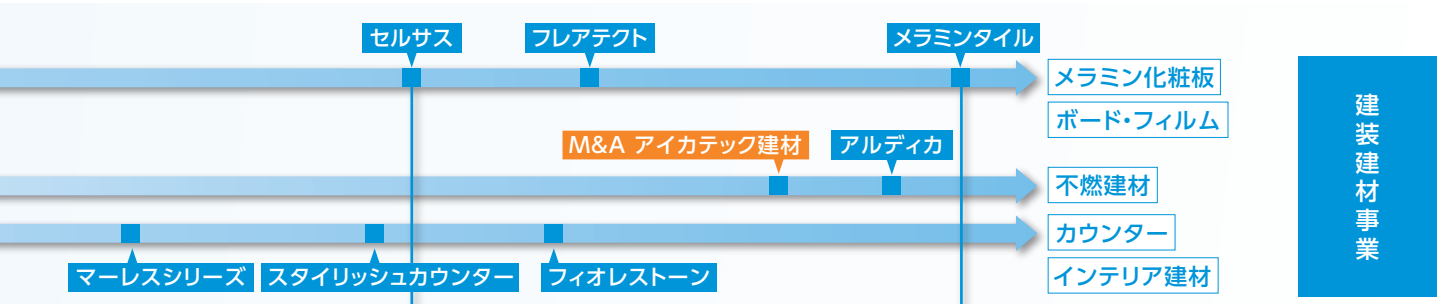 セルサス
フレアテクト
メラミンタイル
メラミン化粧板
ボード・フィルム
M&A アイカテック建材
アルディカ
不燃建材
カウンター
マーレスシリーズ
スタイリッシュカウンター
フィオレストーン
インテリア建材
建装建材事業